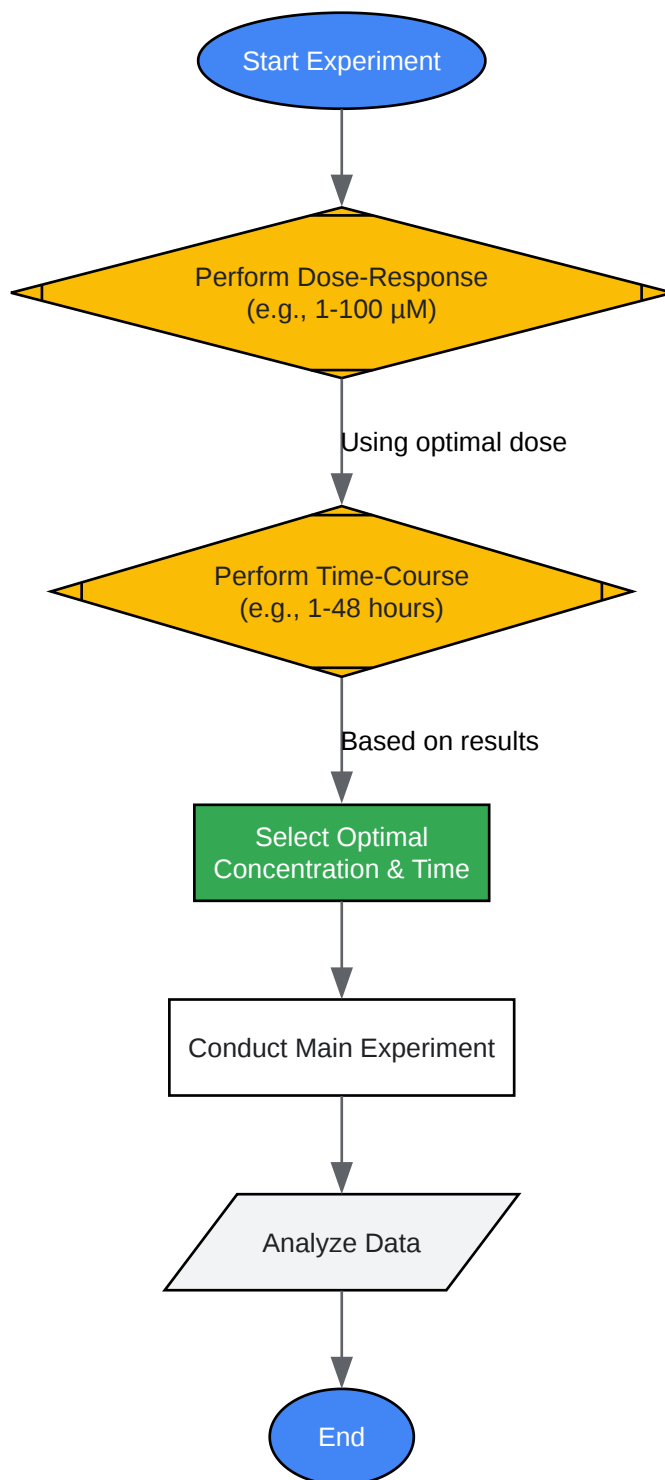 Start Experiment
Perform Dose-Response
(e.g., 1-100 µM)
Using optimal dose
Perform Time-Course
(e.g., 1-48 hours)
Based on results
Select Optimal
Concentration & Time
Conduct Main Experiment
Analyze Data
End